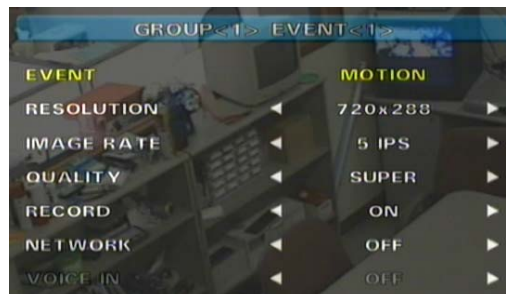 GROUP<1> EVENT<1>
EVENT MOTION
RESOLUTION ◀ 720x288 ▶
IMAGE RATE ◀ 5 IPS ▶
QUALITY ◀ SUPER ▶
RECORD ◀ ON ▶
NETWORK ◀ OFF ▶
VOICE IN ◀ OFF ▶